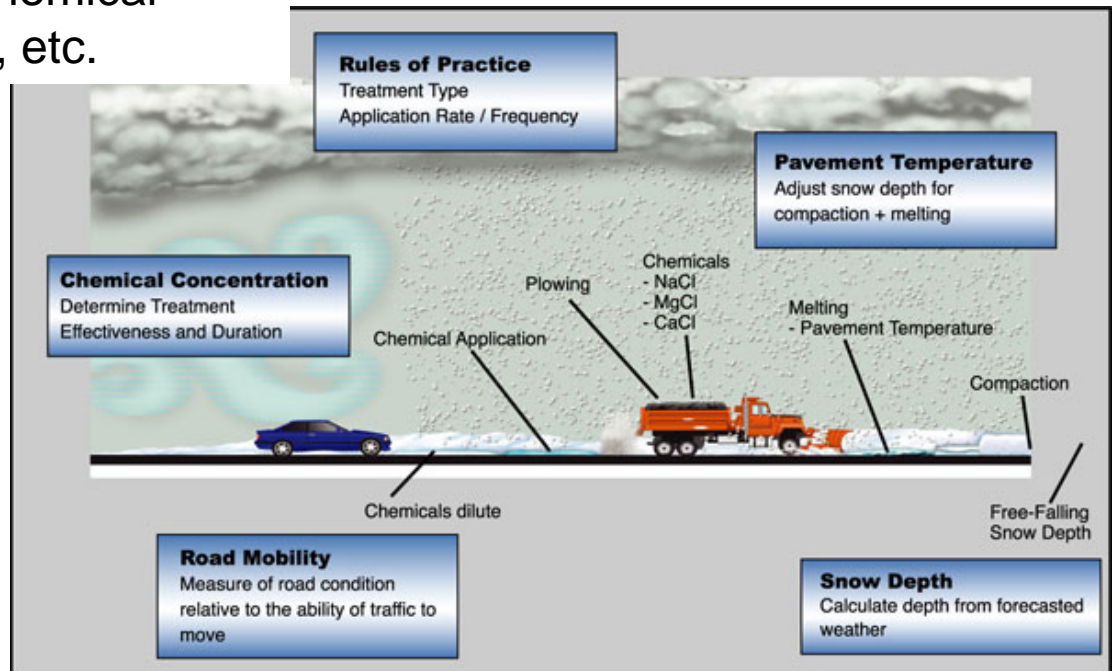 , etc.
Rules of Practice
Treatment Type
Application Rate / Frequency
Pavement Temperature
Adjust snow depth for
compaction + melting
Chemical Concentration
Determine Treatment
Effectiveness and Duration
Plowing
Chemicals
- NaCl
- MgCl
- CaCl
Chemical Application
Melting
- Pavement Temperature
Compaction
Chemicals dilute
Free-Falling
Snow Depth
Road Mobility
Measure of road condition
relative to the ability of traffic to
move
Snow Depth
Calculate depth from forecasted
weather